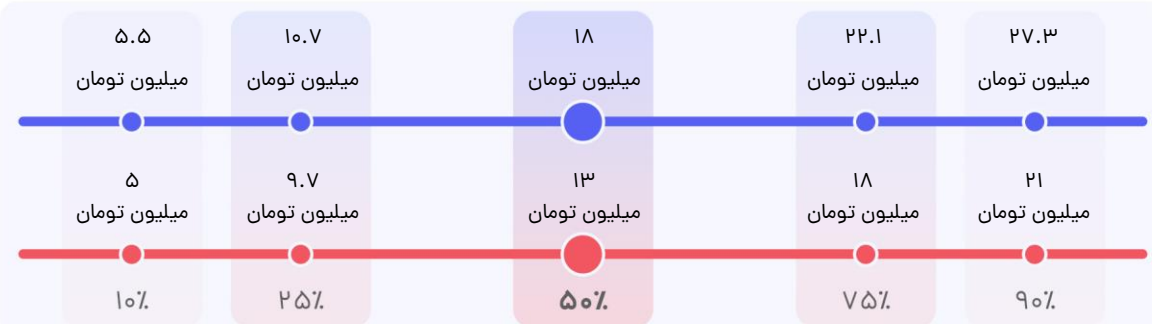 ۵.۵
میلیون تومان
۱۰.۷
میلیون تومان
۱۸
میلیون تومان
۲۲.۱
میلیون تومان
۲۷.۳
میلیون تومان
۵
میلیون تومان
۹.۷
میلیون تومان
۱۳
میلیون تومان
۱۸
میلیون تومان
۲۱
میلیون تومان
۱۰٪
۲۵٪
۵۰٪
۷۵٪
۹۰٪